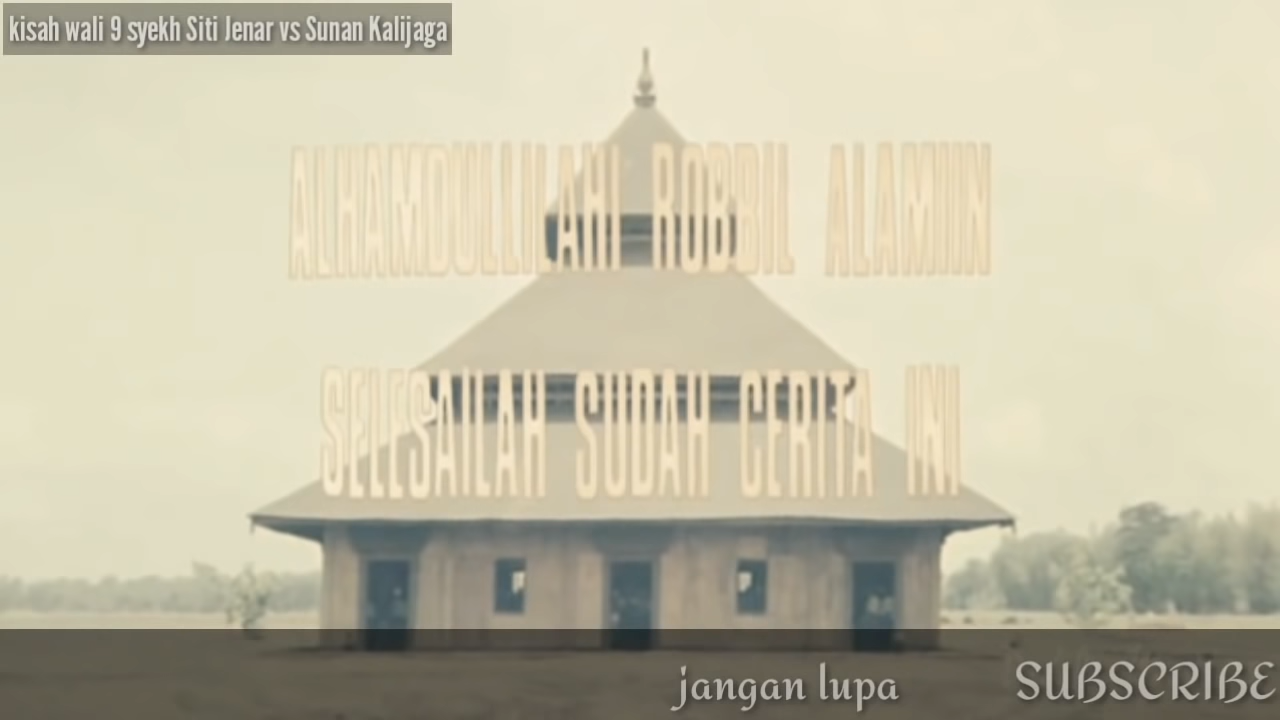 kisah wali 9 syekh Siti Jenar vs Sunan Kalijaga
ALHAMDULLILAHI ROBBIL ALAMIIN
SELESAILAH SUDAH CERITA INI
jangan lupa SUBSCRIBE